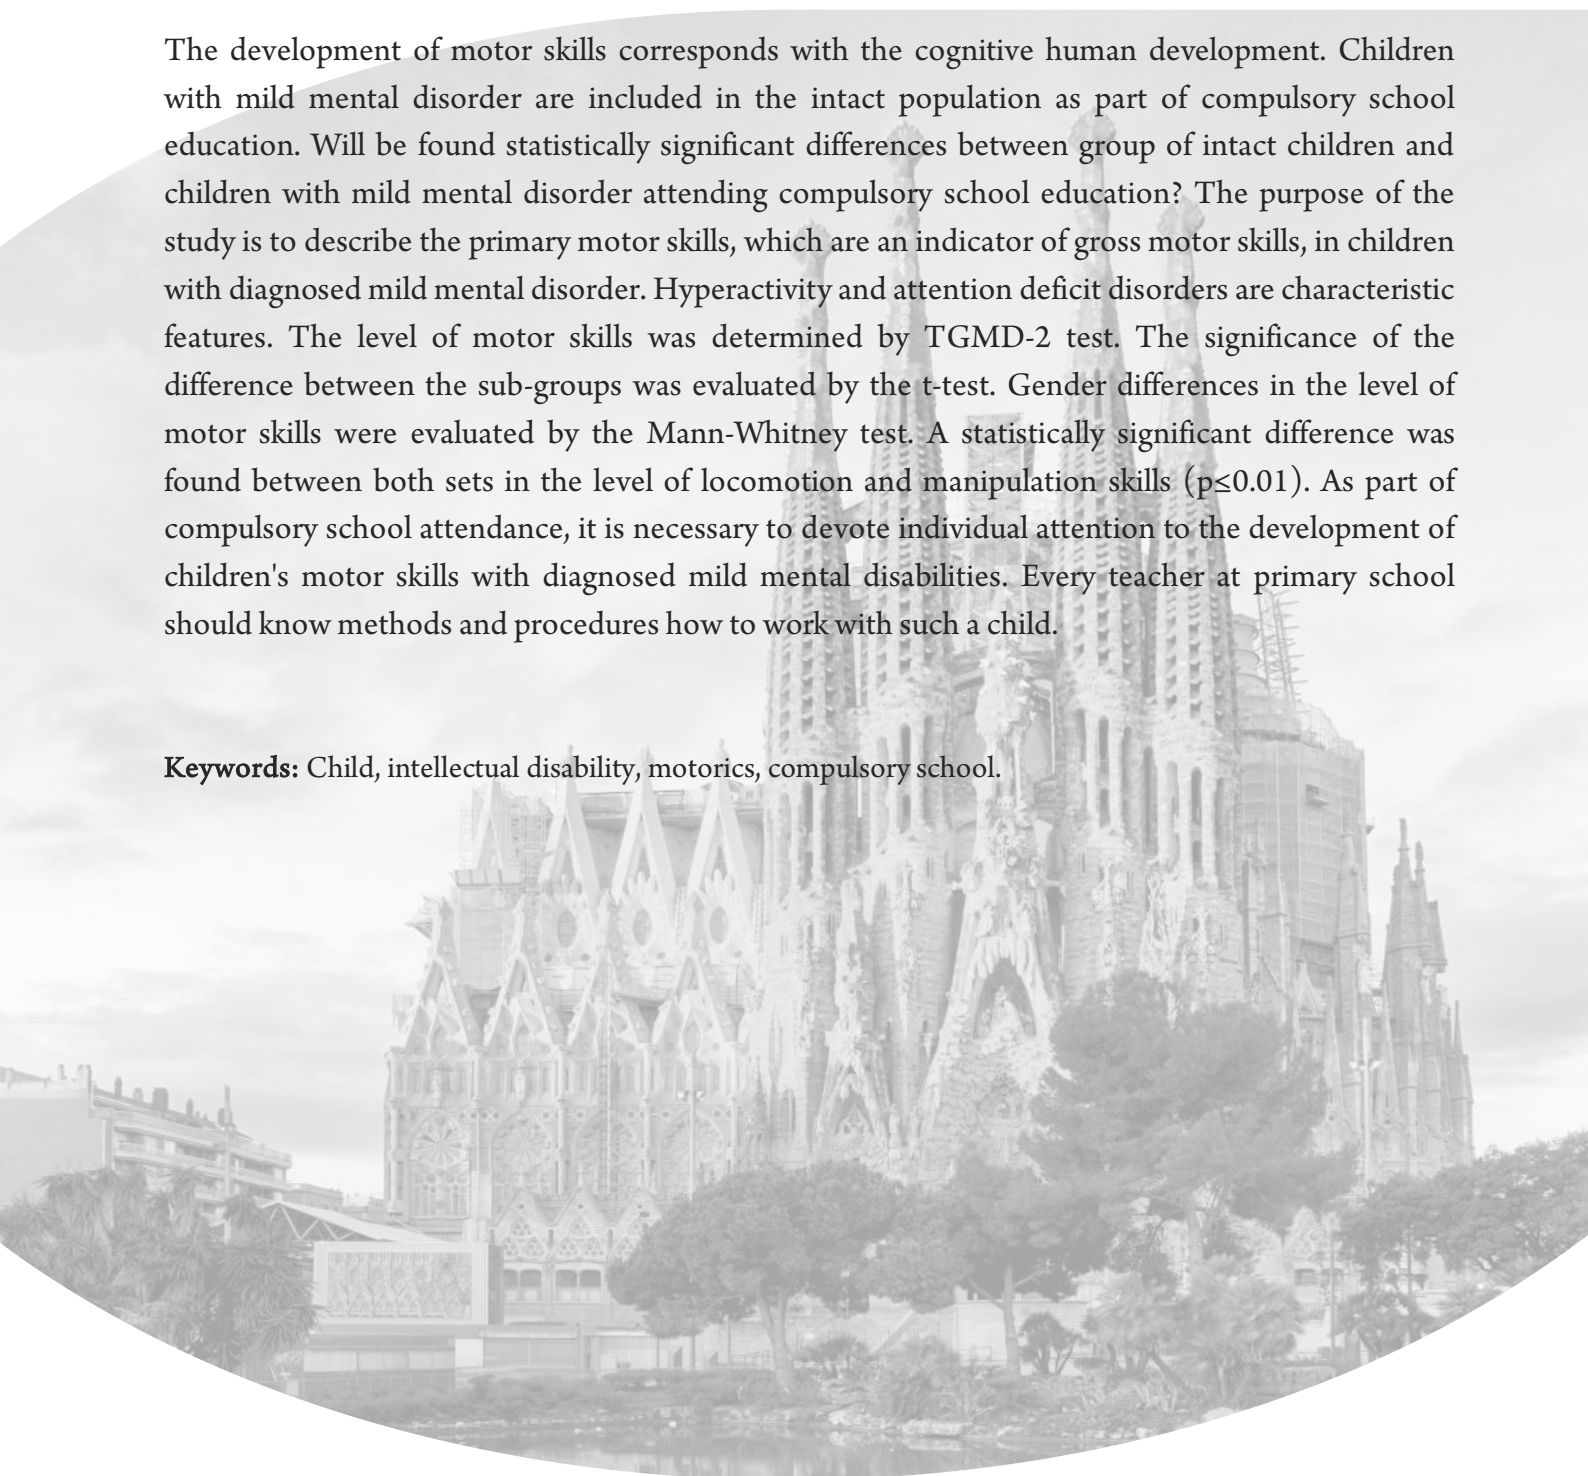 The development of motor skills corresponds with the cognitive human development. Children
with mild mental disorder are included in the intact population as part of compulsory school
education. Will be found statistically significant differences between group of intact children and
children with mild mental disorder attending compulsory school education? The purpose of the
study is to describe the primary motor skills, which are an indicator of gross motor skills, in children
with diagnosed mild mental disorder. Hyperactivity and attention deficit disorders are characteristic
features. The level of motor skills was determined by TGMD-2 test. The significance of the
difference between the sub-groups was evaluated by the t-test. Gender differences in the level of
motor skills were evaluated by the Mann-Whitney test. A statistically significant difference was
found between both sets in the level of locomotion and manipulation skills (p≤0.01). As part of
compulsory school attendance, it is necessary to devote individual attention to the development of
children's motor skills with diagnosed mild mental disabilities. Every teacher at primary school
should know methods and procedures how to work with such a child.
Keywords: Child, intellectual disability, motorics, compulsory school.